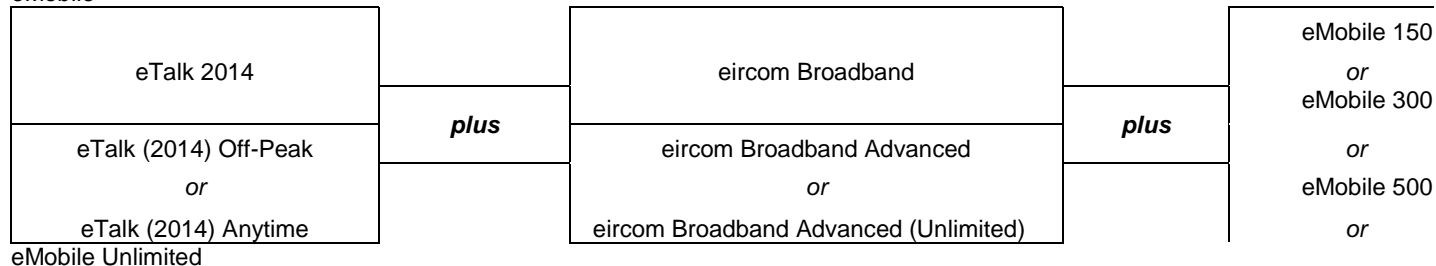 eMobile
eTalk 2014
eTalk (2014) Off-Peak
or
eTalk (2014) Anytime
plus
eircom Broadband
eircom Broadband Advanced
or
eircom Broadband Advanced (Unlimited)
plus
eMobile 150
or
eMobile 300
or
eMobile 500
or
eMobile Unlimited